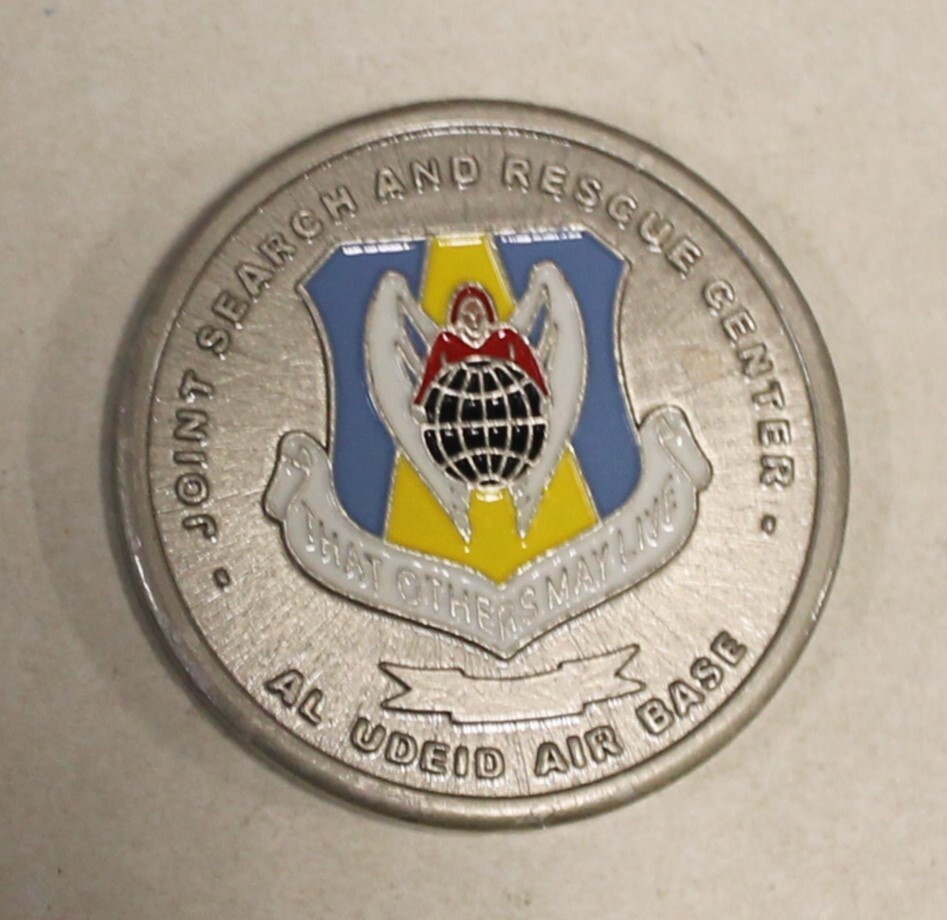 JOINT SEARCH AND RESCUE CENTER
THAT OTHERS MAY LIVE
AL UDEID AIR BASE